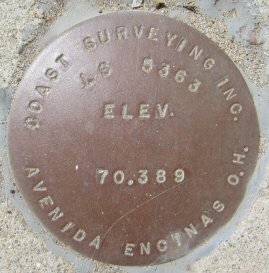 COAST SURVEYING INC.
LS 5363
ELEV.
70.389
AVENIDA ENCINAS O.H.